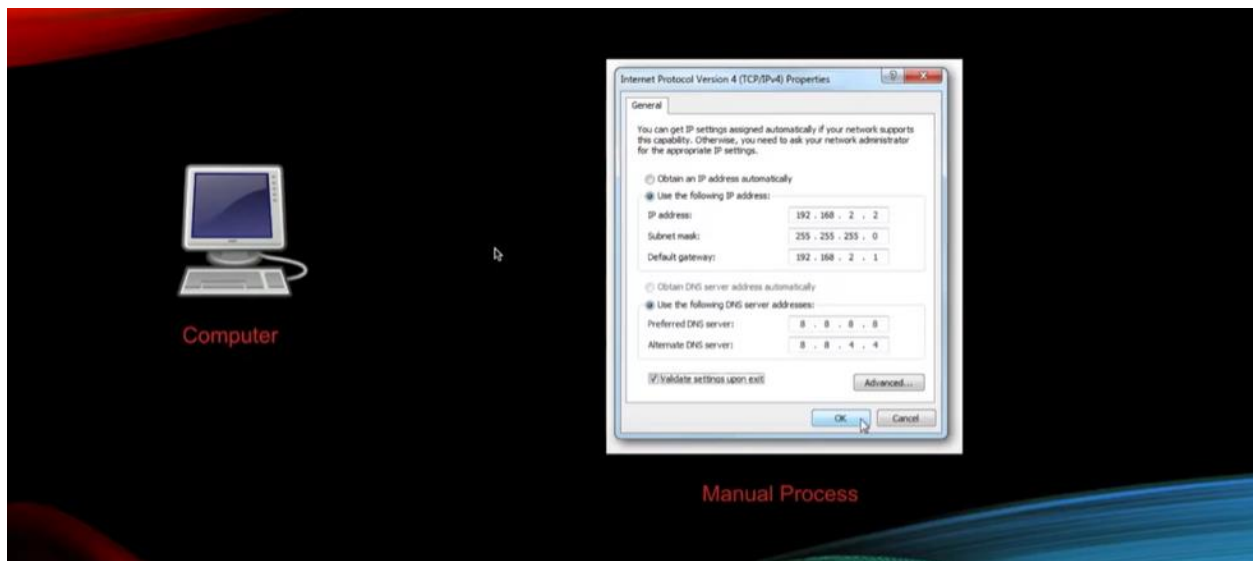 Internet Protocol Version 4 (TCP/IPv4) Properties
General
You can get IP settings assigned automatically if your network supports
this capability. Otherwise, you need to ask your network administrator
for the appropriate IP settings.
Obtain an IP address automatically
Use the following IP address:
IP address: 192 . 168 . 2 . 2
Subnet mask: 255 . 255 . 255 . 0
Default gateway: 192 . 168 . 2 . 1
Obtain DNS server address automatically
Use the following DNS server addresses:
Preferred DNS server: 8 . 8 . 8 . 8
Alternate DNS server: 8 . 8 . 4 . 4
Validate settings upon exit
Advanced...
OK
Cancel
Computer
Manual Process